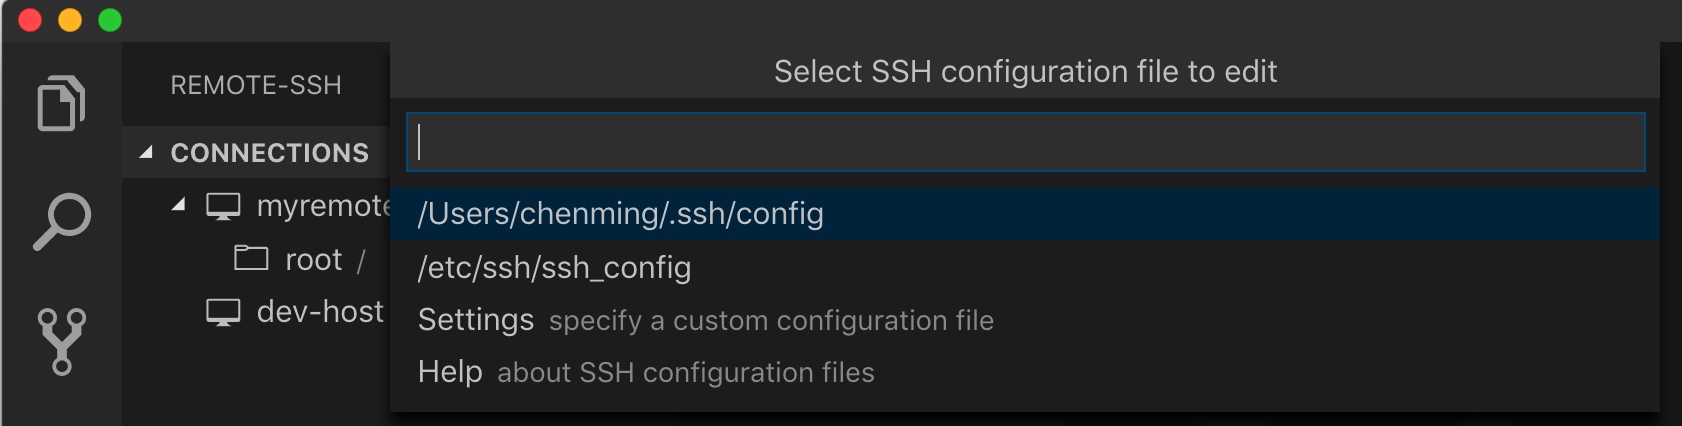 Select SSH configuration file to edit
REMOTE-SSH
CONNECTIONS
myremote
root /
dev-host
/Users/chenming/.ssh/config
/etc/ssh/ssh_config
Settings specify a custom configuration file
Help about SSH configuration files